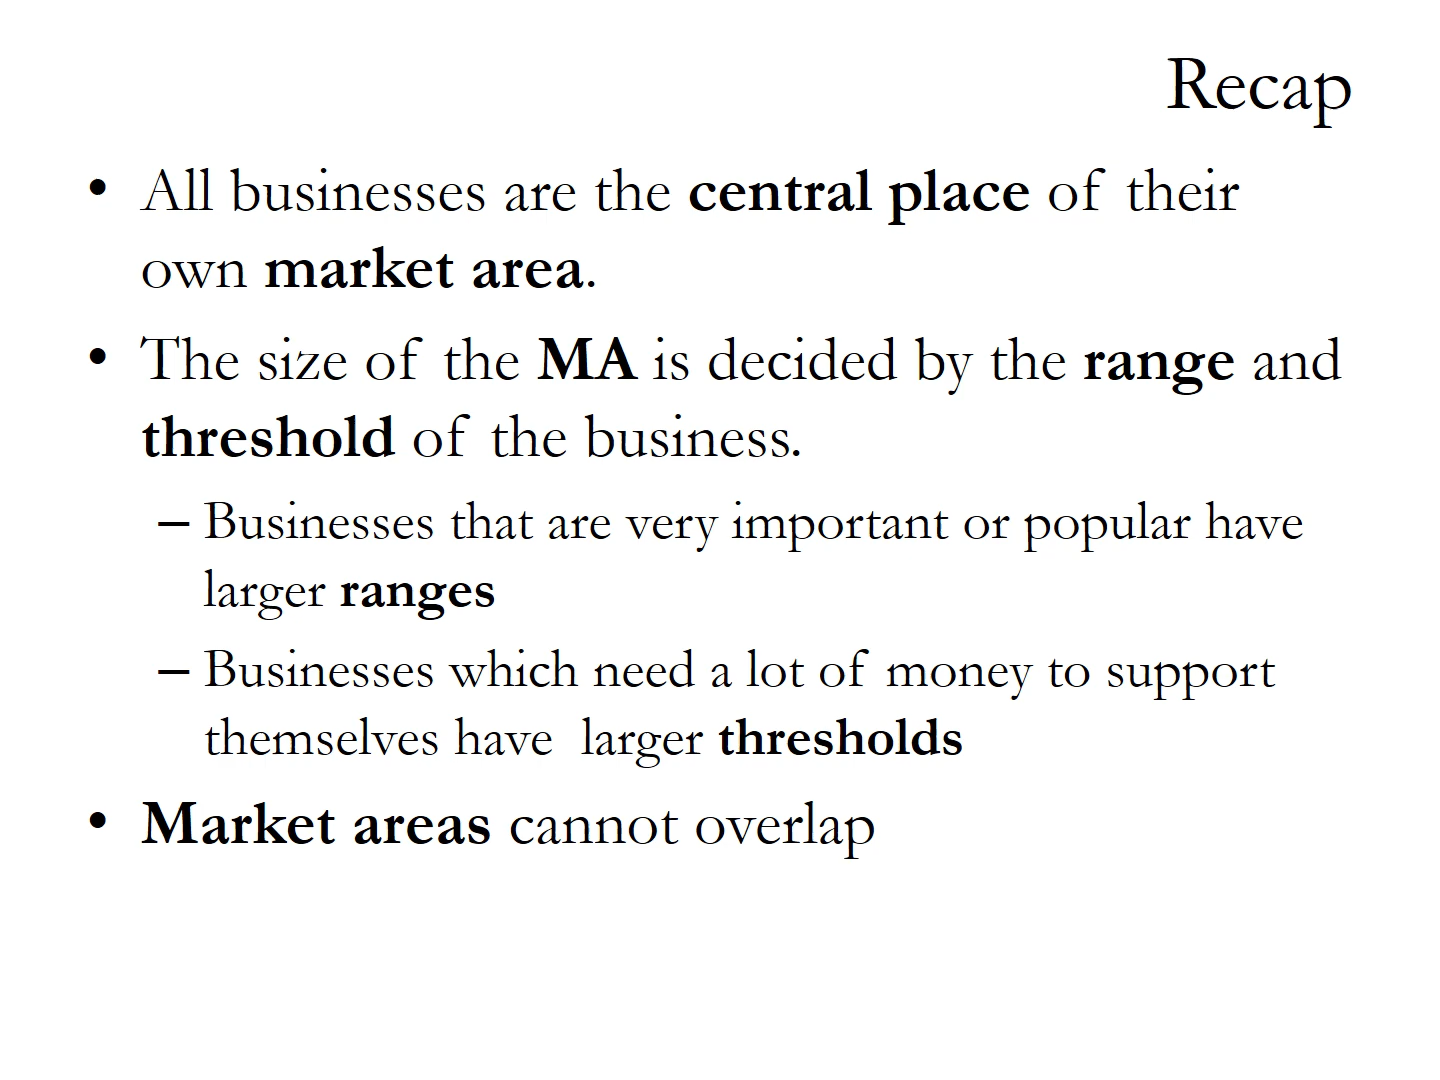 Recap
• All businesses are the central place of their
own market area.
• The size of the MA is decided by the range and
threshold of the business.
– Businesses that are very important or popular have
larger ranges
– Businesses which need a lot of money to support
themselves have  larger thresholds
• Market areas cannot overlap